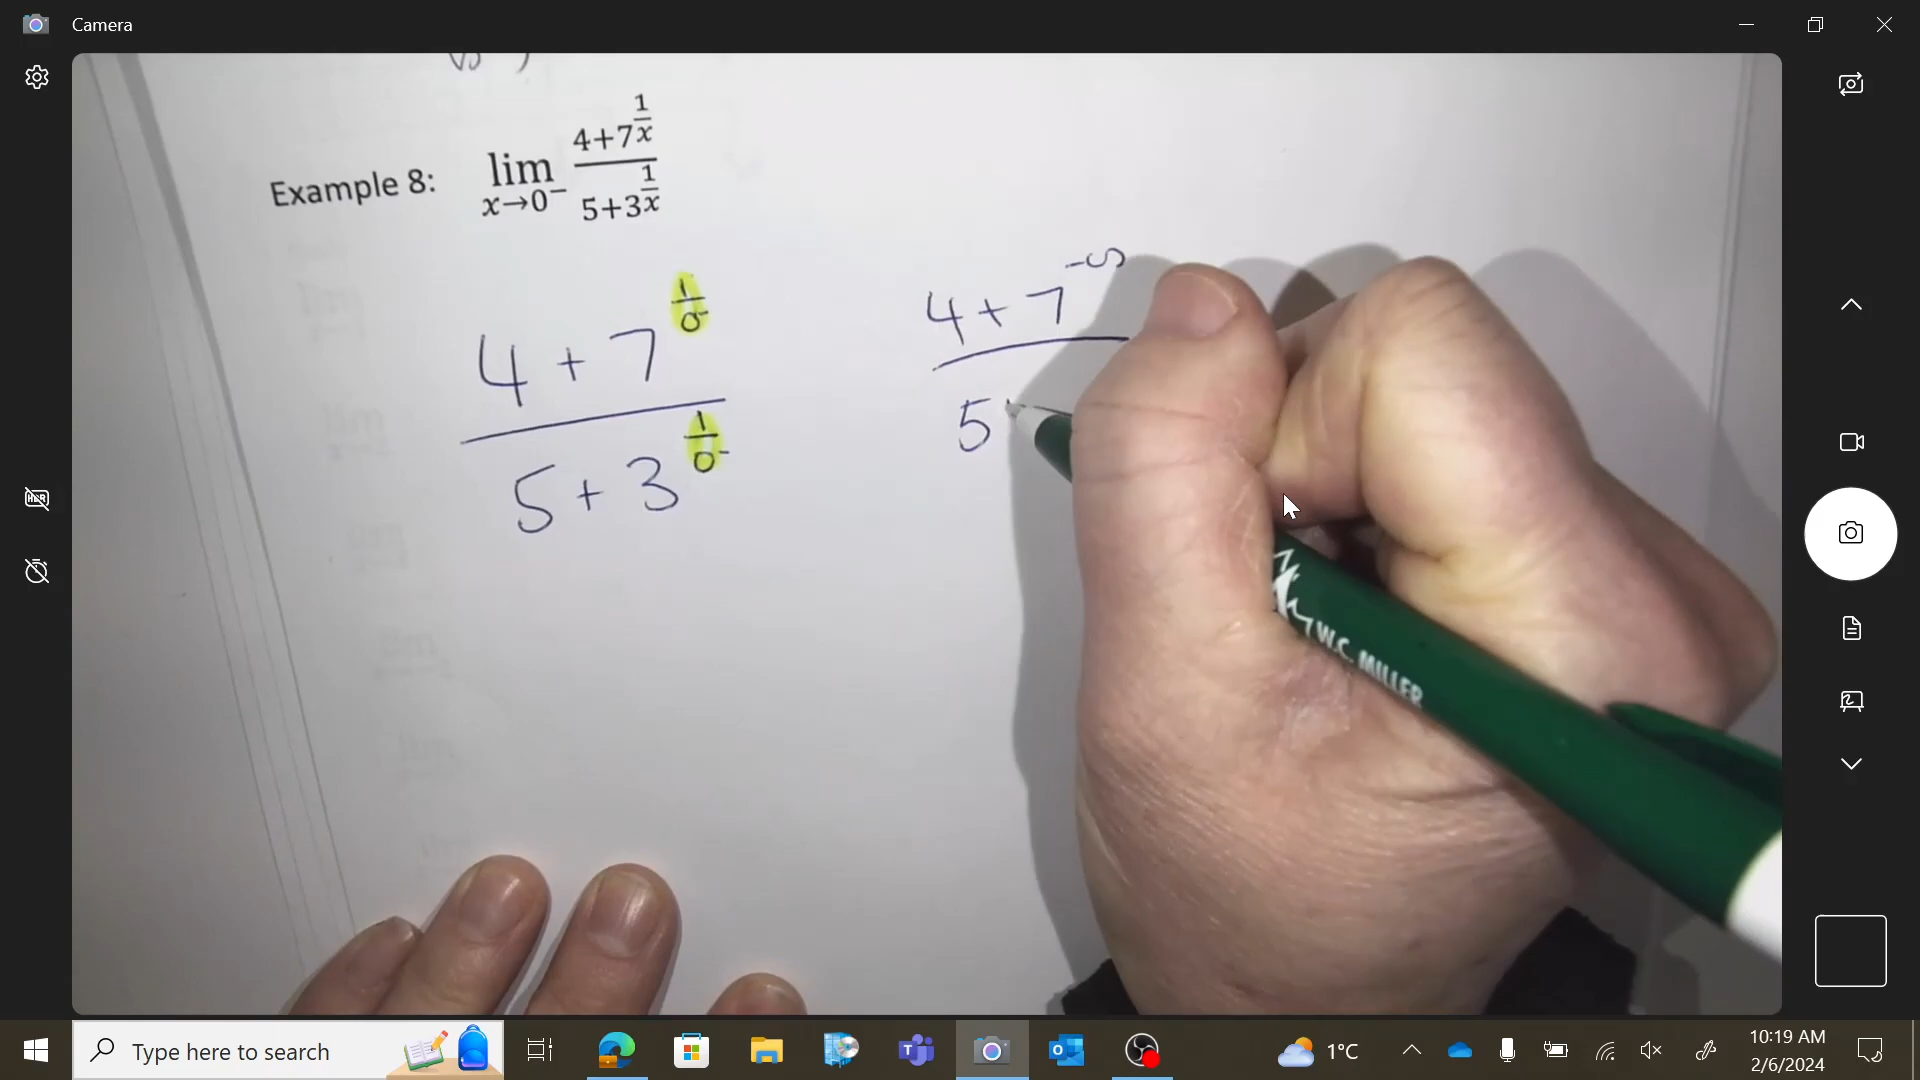 Camera
Example 8: lim x→0⁻ (4+7^(1/x))/(5+3^(1/x))
4 + 7^(1/0⁻)
5 + 3^(1/0⁻)
4 + 7^(-∞)
5
W.C. MILLER
Type here to search
1°C
10:19 AM
2/6/2024